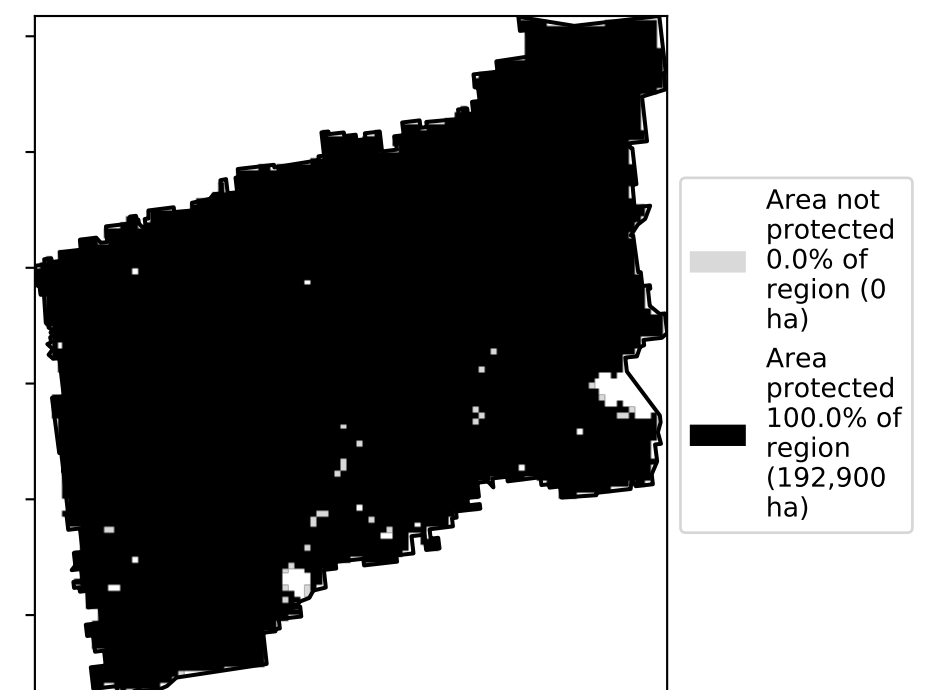 Area not
protected
0.0% of
region (0
ha)
Area
protected
100.0% of
region
(192,900
ha)